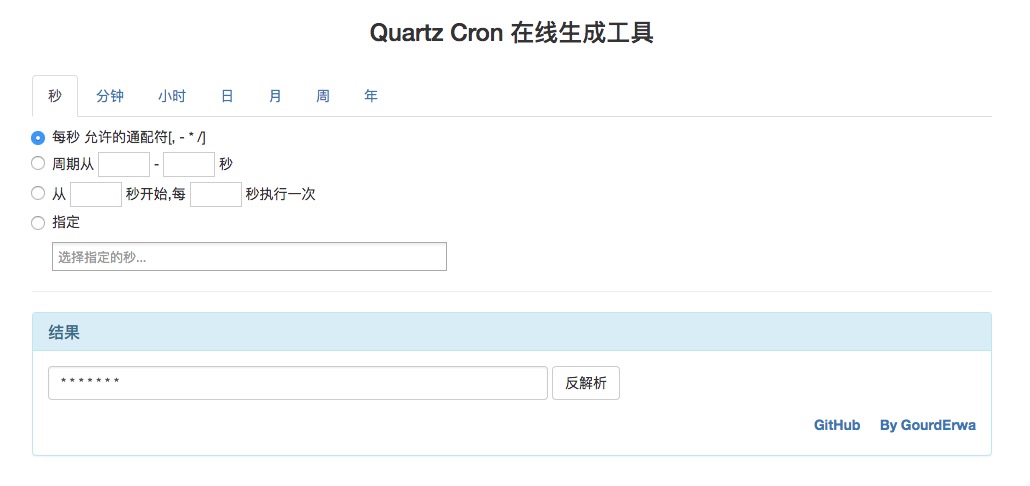 Quartz Cron 在线生成工具
秒 分钟 小时 日 月 周 年
每秒 允许的通配符[, - * /]
周期从 - 秒
从 秒开始,每 秒执行一次
指定
选择指定的秒...
结果
* * * * * * * 反解析
GitHub By GourdErwa